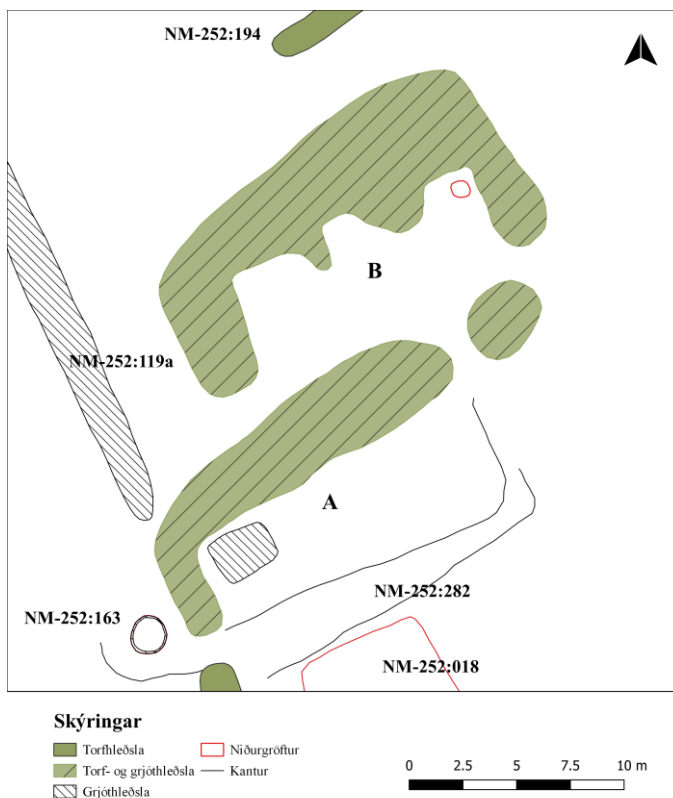 NM-252:194
B
NM-252:119a
A
NM-252:282
NM-252:163
NM-252:018
Skýringar
Torfhleðsla
Niðurgröftur
Torf- og grjóthleðsla
Kantur
Grjóthleðsla
0 2.5 5 7.5 10 m